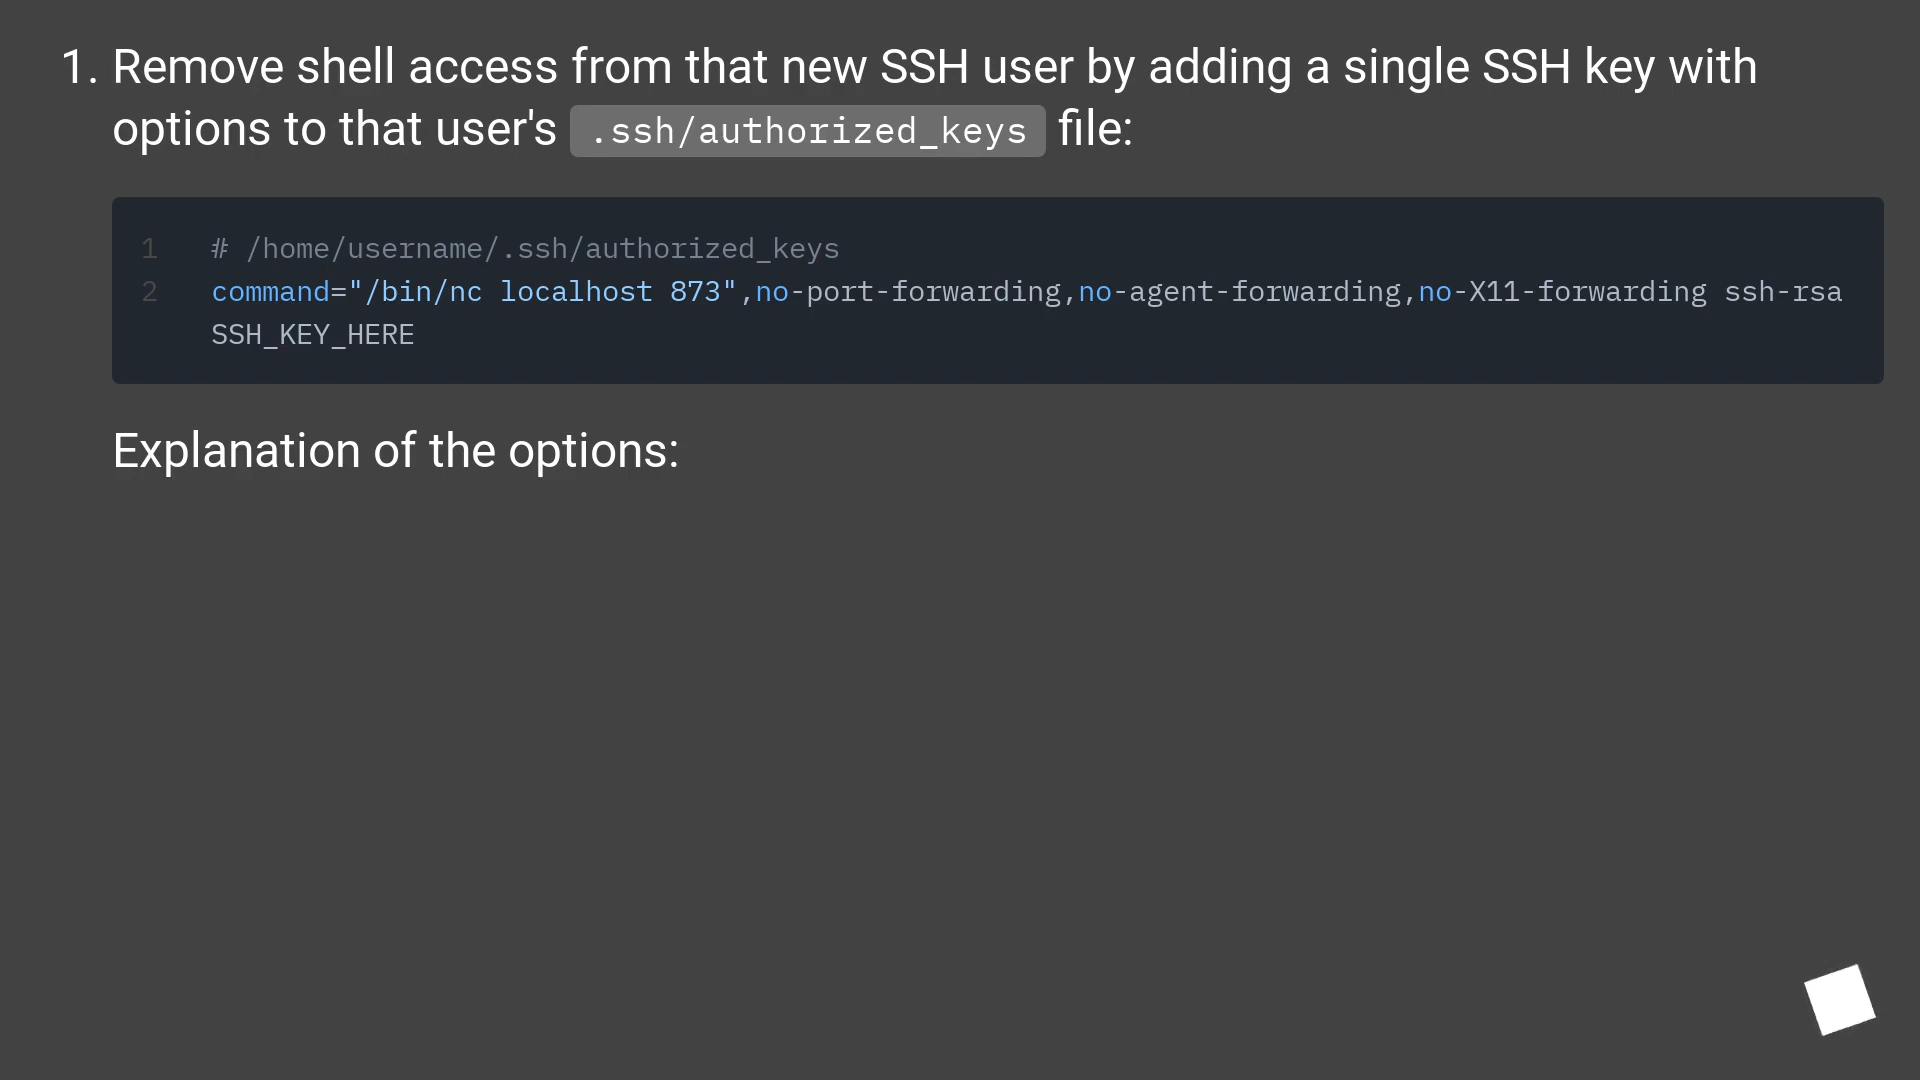 1. Remove shell access from that new SSH user by adding a single SSH key with
options to that user's .ssh/authorized_keys file:
1 # /home/username/.ssh/authorized_keys
2 command="/bin/nc localhost 873",no-port-forwarding,no-agent-forwarding,no-X11-forwarding ssh-rsa
SSH_KEY_HERE
Explanation of the options: